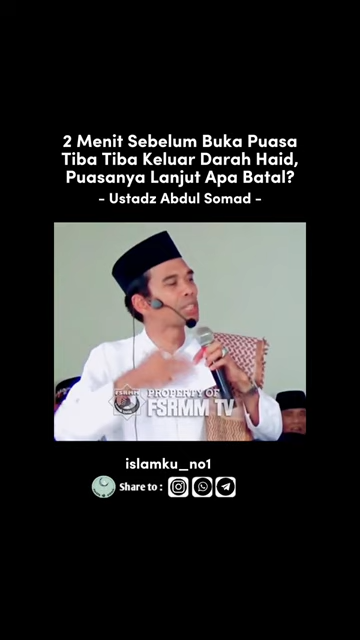 2 Menit Sebelum Buka Puasa
Tiba Tiba Keluar Darah Haid,
Puasanya Lanjut Apa Batal?
- Ustadz Abdul Somad -
FSRMM PROPERTY OF
FSRMM TV
islamku_no1
Share to :